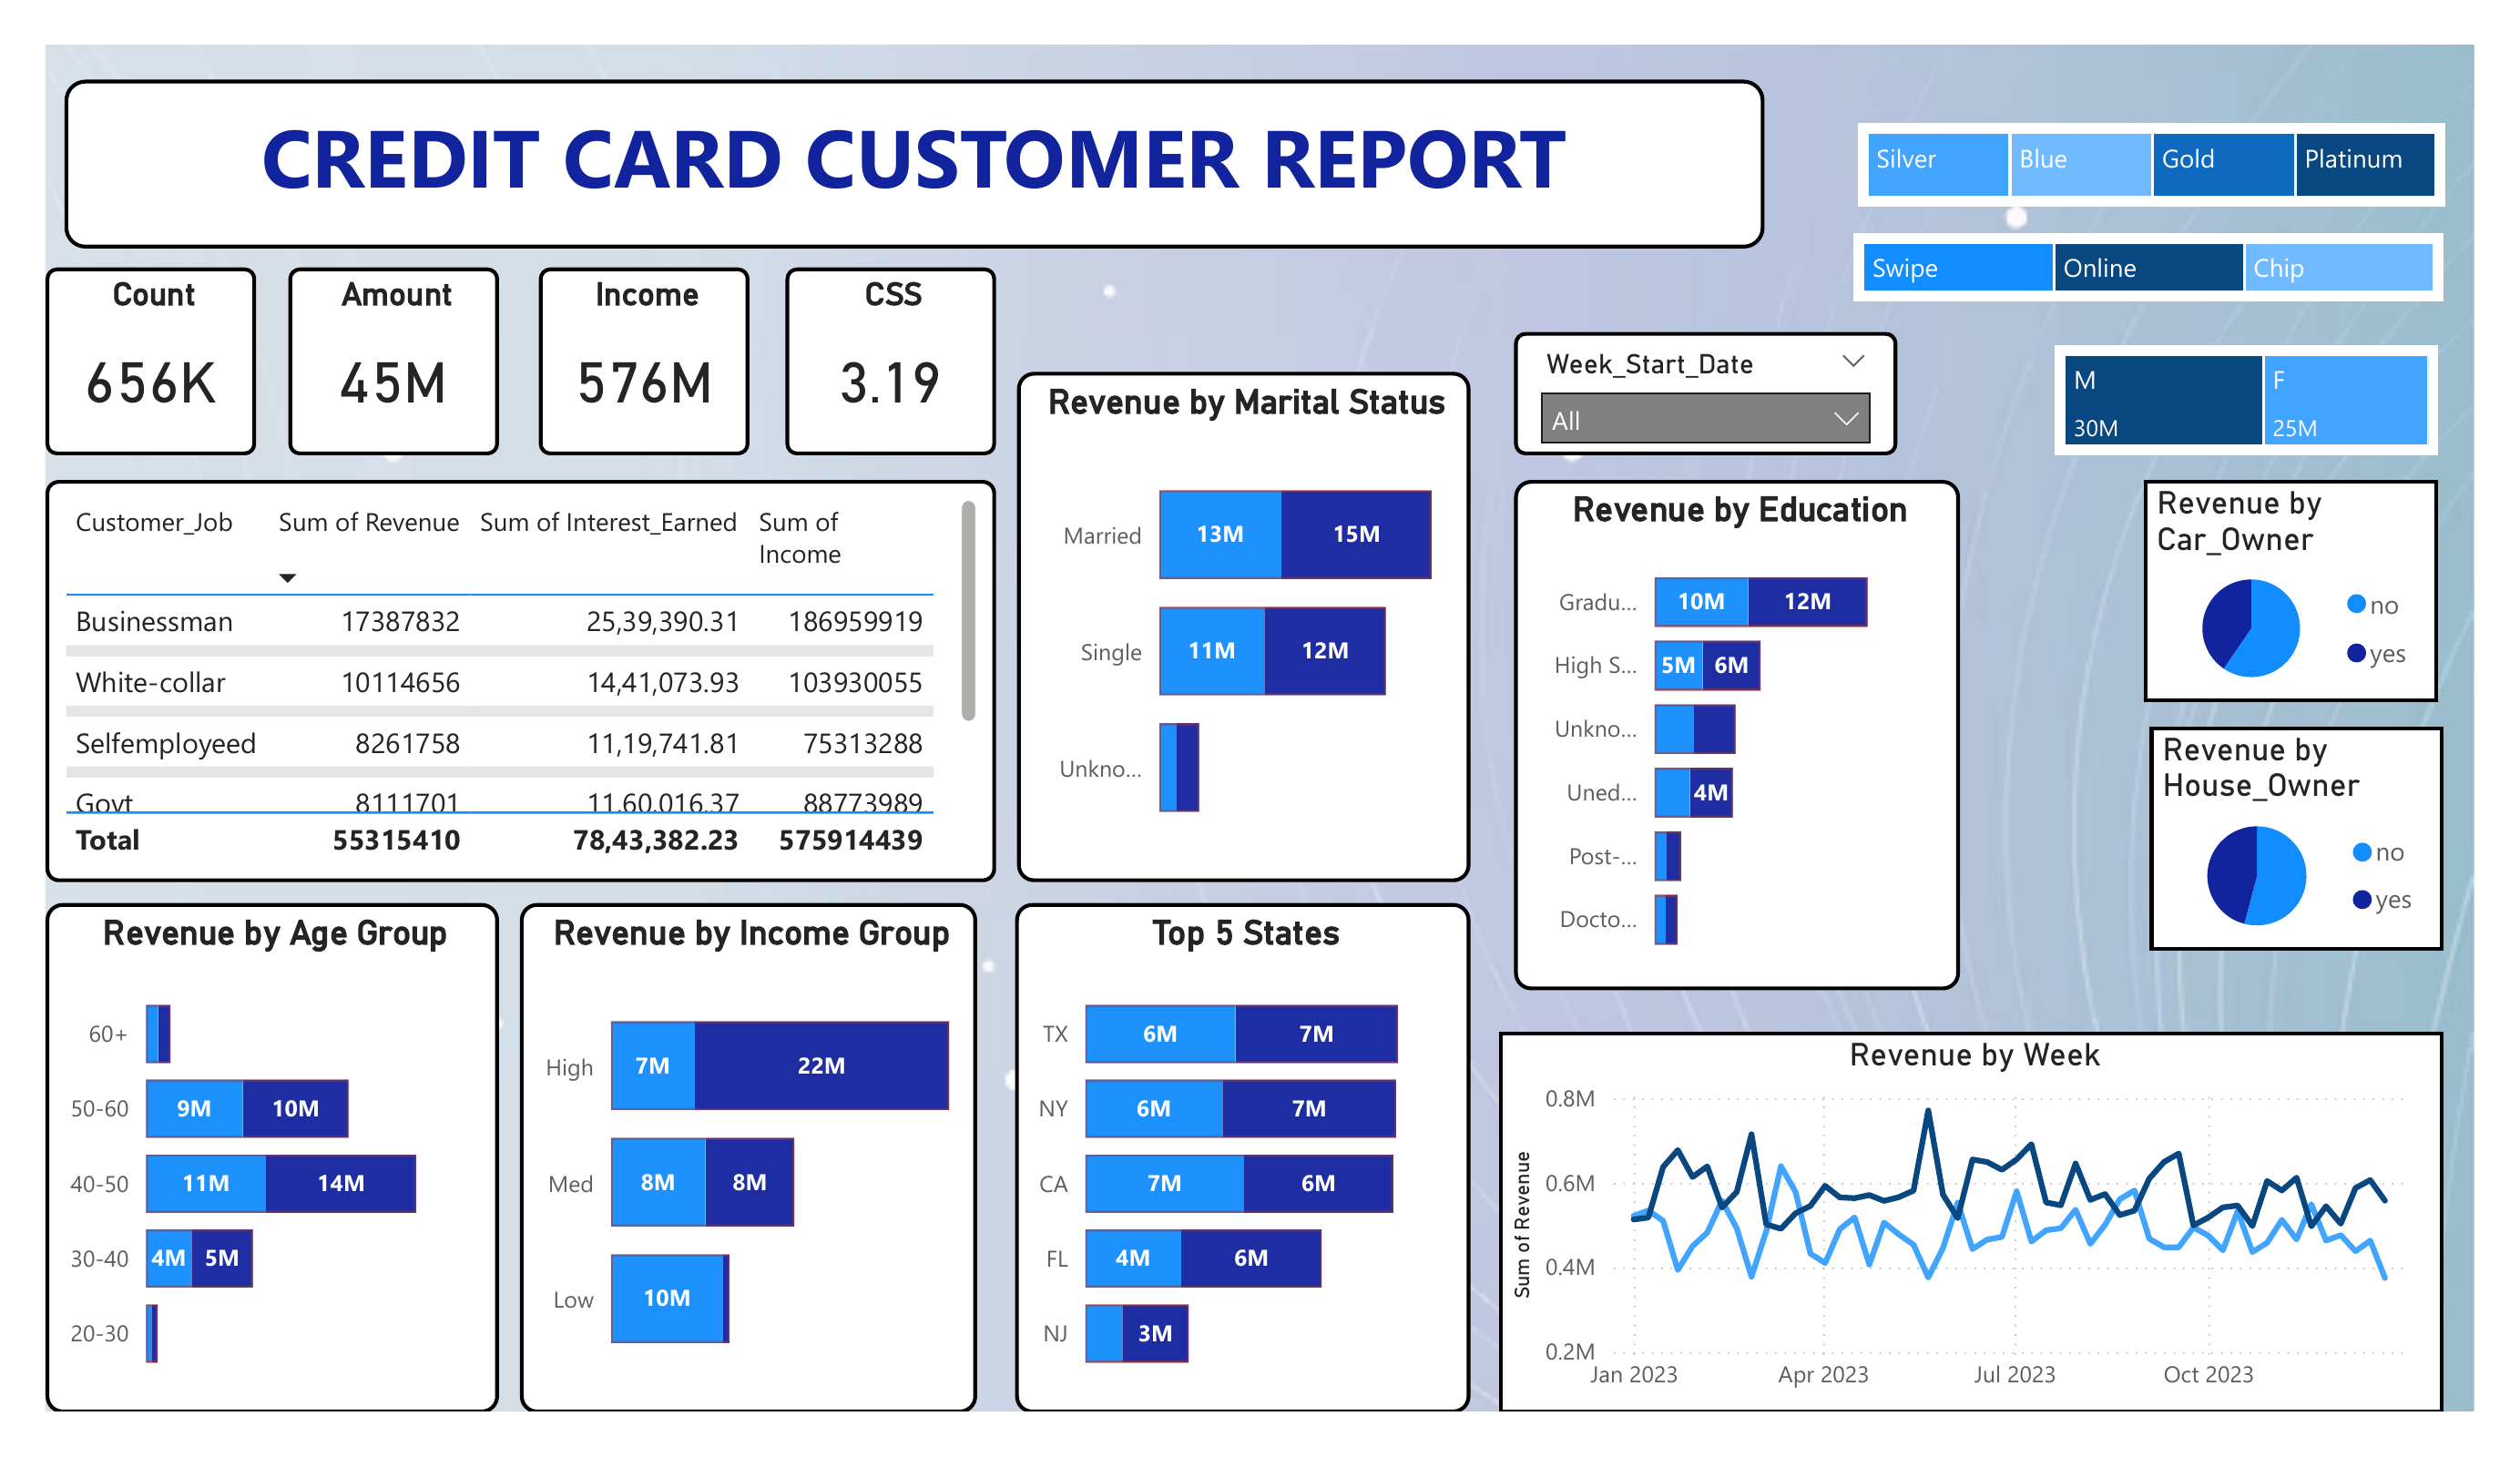 CREDIT CARD CUSTOMER REPORT
Silver Blue Gold Platinum
Swipe Online Chip
Count
656K
Amount
45M
Income
576M
CSS
3.19
Week_Start_Date
All
M F
30M 25M
Customer_Job Sum of Revenue Sum of Interest_Earned Sum of
Income
Businessman 17387832 25,39,390.31 186959919
White-collar 10114656 14,41,073.93 103930055
Selfemployeed 8261758 11,19,741.81 75313288
Govt 8111701 11,60,016.37 88773989
Total 55315410 78,43,382.23 575914439
Revenue by Marital Status
Married 13M 15M
Single 11M 12M
Unkno...
Revenue by Education
Gradu... 10M 12M
High S... 5M 6M
Unkno...
Uned... 4M
Post-...
Docto...
Revenue by
Car_Owner
no
yes
Revenue by
House_Owner
no
yes
Revenue by Age Group
60+
50-60 9M 10M
40-50 11M 14M
30-40 4M 5M
20-30
Revenue by Income Group
High 7M 22M
Med 8M 8M
Low 10M
Top 5 States
TX 6M 7M
NY 6M 7M
CA 7M 6M
FL 4M 6M
NJ 3M
Revenue by Week
Sum of Revenue
0.8M
0.6M
0.4M
0.2M
Jan 2023 Apr 2023 Jul 2023 Oct 2023